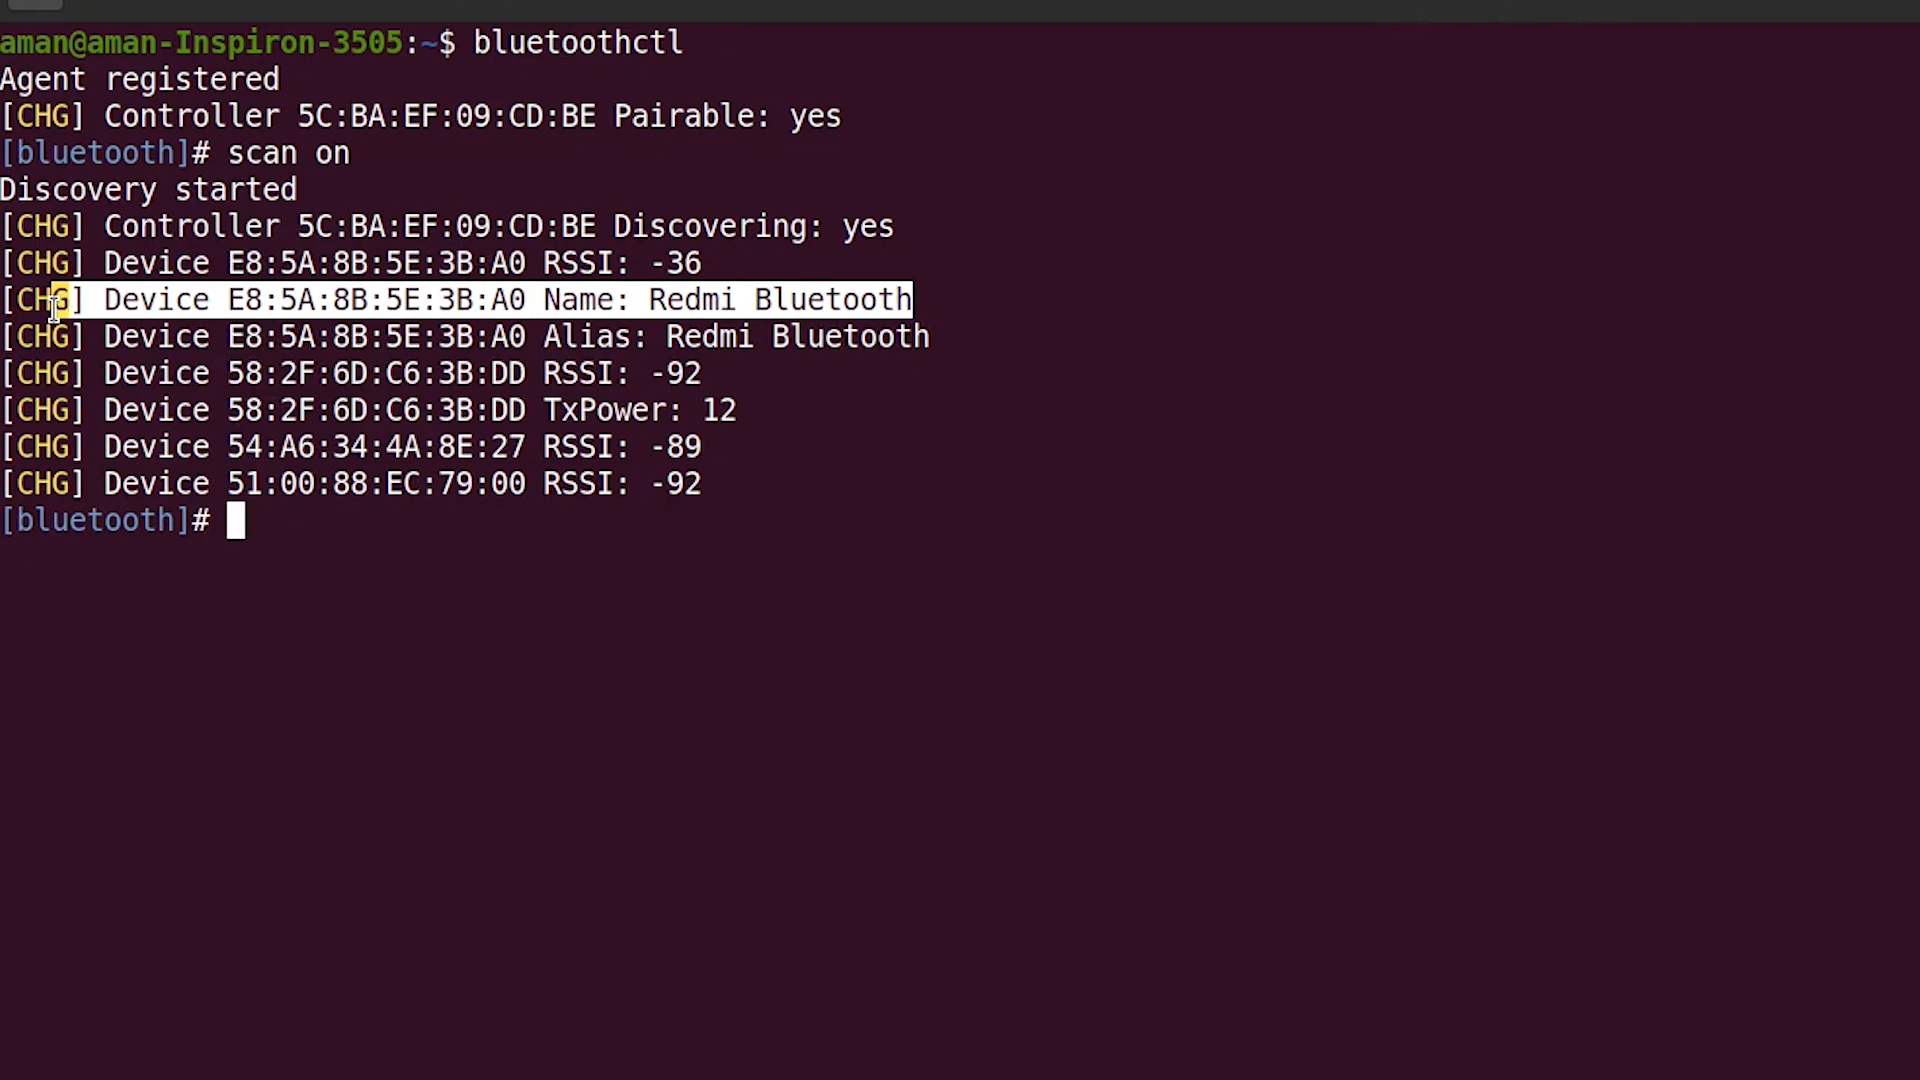 aman@aman-Inspiron-3505:~$ bluetoothctl
Agent registered
[CHG] Controller 5C:BA:EF:09:CD:BE Pairable: yes
[bluetooth]# scan on
Discovery started
[CHG] Controller 5C:BA:EF:09:CD:BE Discovering: yes
[CHG] Device E8:5A:8B:5E:3B:A0 RSSI: -36
[CHG] Device E8:5A:8B:5E:3B:A0 Name: Redmi Bluetooth
[CHG] Device E8:5A:8B:5E:3B:A0 Alias: Redmi Bluetooth
[CHG] Device 58:2F:6D:C6:3B:DD RSSI: -92
[CHG] Device 58:2F:6D:C6:3B:DD TxPower: 12
[CHG] Device 54:A6:34:4A:8E:27 RSSI: -89
[CHG] Device 51:00:88:EC:79:00 RSSI: -92
[bluetooth]#